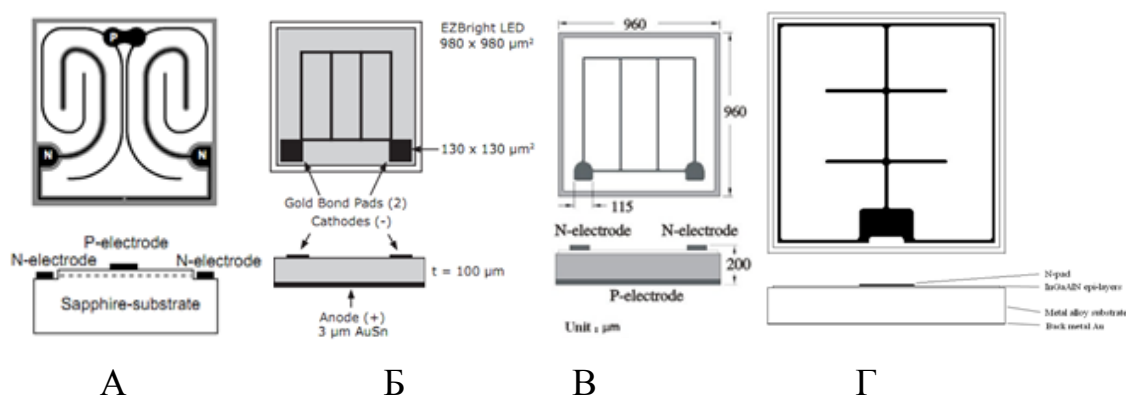 P
N
N
P-electrode
N-electrode
N-electrode
Sapphire-substrate
EZBright LED
980 x 980 µm²
130 x 130 µm²
Gold Bond Pads (2)
Cathodes (-)
t = 100 µm
Anode (+)
3 µm AuSn
960
960
115
N-electrode
N-electrode
200
P-electrode
Unit : µm
N-pad
InGaAlN epi-layers
Metal alloy substrate
Back metal Au
А
Б
В
Г